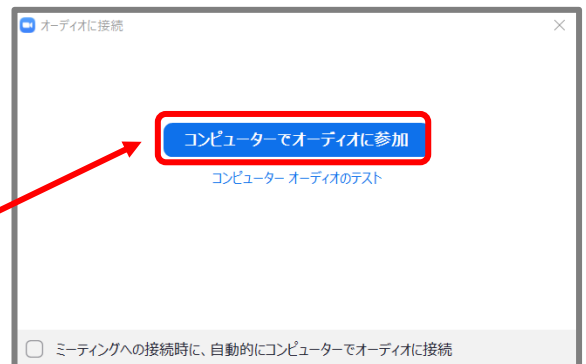 オーディオに接続
コンピューターでオーディオに参加
コンピューター オーディオのテスト
ミーティングへの接続時に、自動的にコンピューターでオーディオに接続